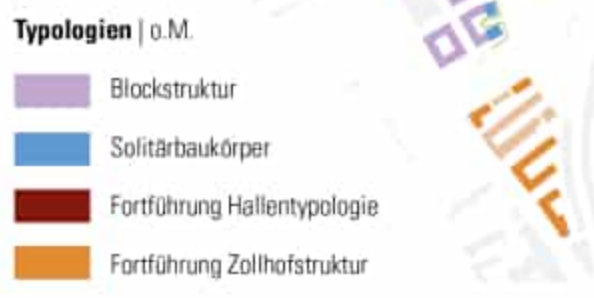 Typologien | o.M.
Blockstruktur
Solitärbaukörper
Fortführung Hallentypologie
Fortführung Zollhofstruktur